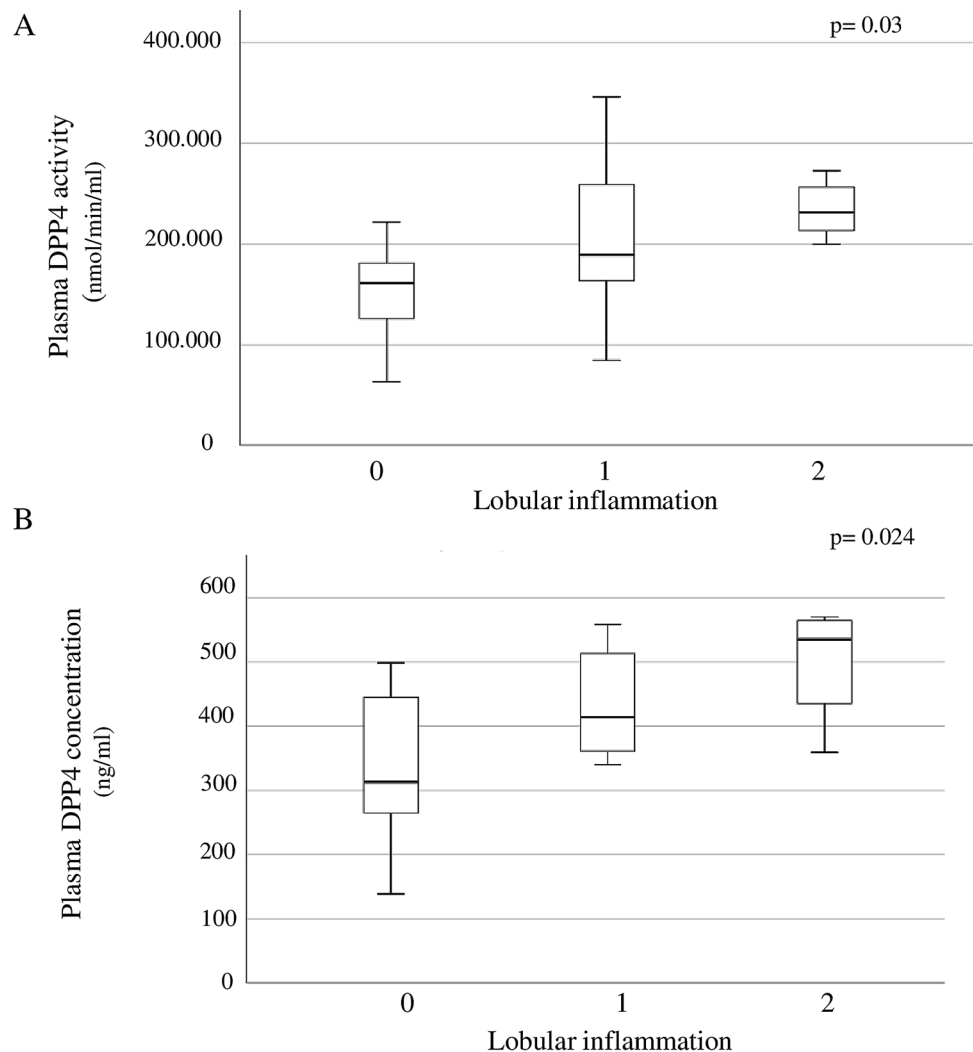 A
p= 0.03
400.000
300.000
200.000
100.000
0
Plasma DPP4 activity
(nmol/min/ml)
0 1 2
Lobular inflammation
B
p= 0.024
600
500
400
300
200
100
0
Plasma DPP4 concentration
(ng/ml)
0 1 2
Lobular inflammation